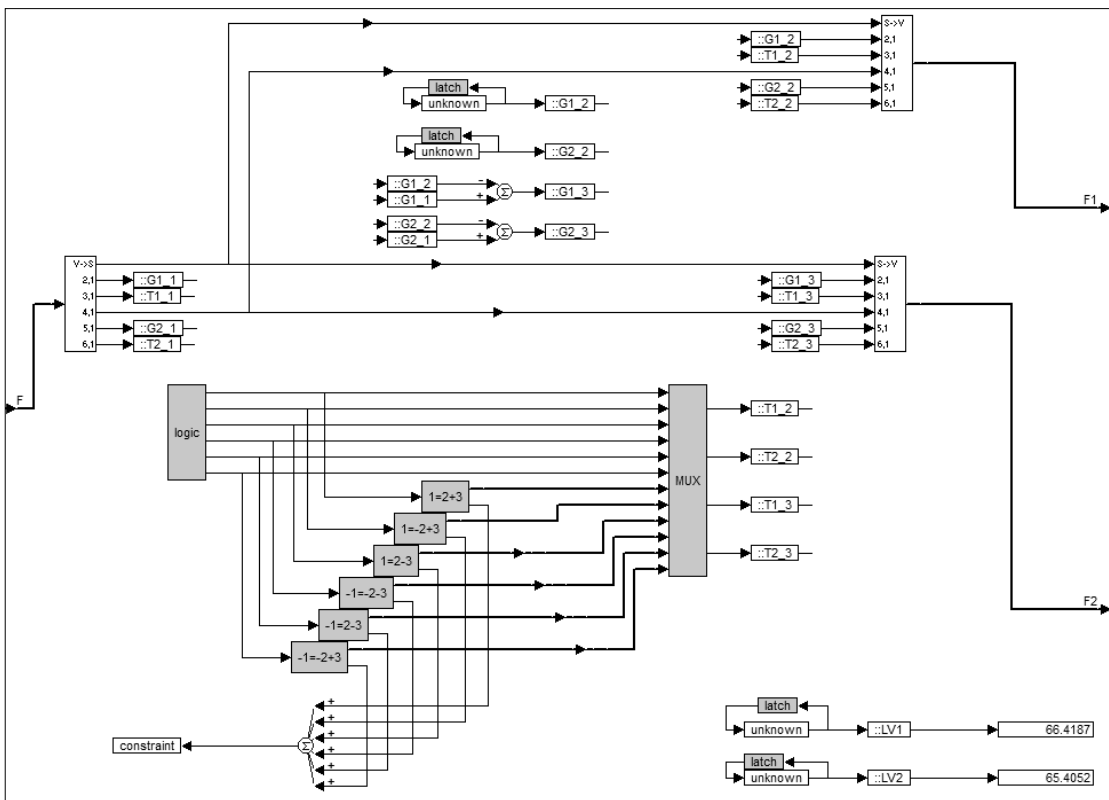 S->V
::G1_2
2,1
::T1_2
3,1
4,1
latch
::G2_2
5,1
unknown
::G1_2
::T2_2
6,1
latch
unknown
::G2_2
::G1_2
-
Σ
::G1_3
::G1_1
+
F1
::G2_2
-
Σ
::G2_3
::G2_1
+
V->S
S->V
2,1
::G1_1
::G1_3
2,1
3,1
::T1_1
::T1_3
3,1
4,1
4,1
5,1
::G2_1
::G2_3
5,1
6,1
::T2_1
::T2_3
6,1
F
::T1_2
logic
::T2_2
MUX
1=2+3
::T1_3
1=-2+3
::T2_3
1=2-3
-1=-2-3
F2
-1=2-3
-1=-2+3
+
latch
+
unknown
::LV1
66.4187
+
constraint
Σ
+
latch
+
unknown
::LV2
65.4052
+